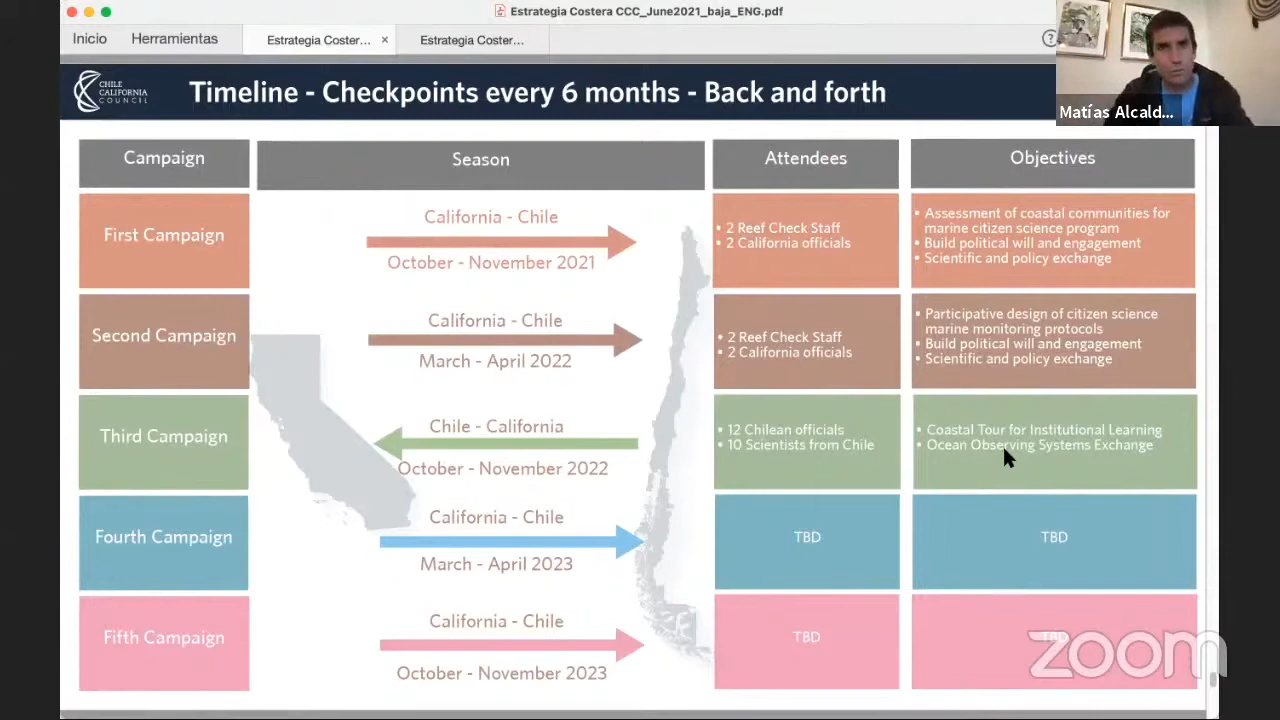 Estrategia Costera CCC_June2021_baja_ENG.pdf
Inicio
Herramientas
Estrategia Coster...
×
Estrategia Coster...
?
CHILE
CALIFORNIA
COUNCIL
Timeline - Checkpoints every 6 months - Back and forth
Matías Alcald...
Campaign
Season
Attendees
Objectives
First Campaign
California - Chile
October - November 2021
• 2 Reef Check Staff
• 2 California officials
• Assessment of coastal communities for
marine citizen science program
• Build political will and engagement
• Scientific and policy exchange
Second Campaign
California - Chile
March - April 2022
• 2 Reef Check Staff
• 2 California officials
• Participative design of citizen science
marine monitoring protocols
• Build political will and engagement
• Scientific and policy exchange
Third Campaign
Chile - California
October - November 2022
• 12 Chilean officials
• 10 Scientists from Chile
• Coastal Tour for Institutional Learning
• Ocean Observing Systems Exchange
Fourth Campaign
California - Chile
March - April 2023
TBD
TBD
Fifth Campaign
California - Chile
October - November 2023
TBD
TBD
zoom